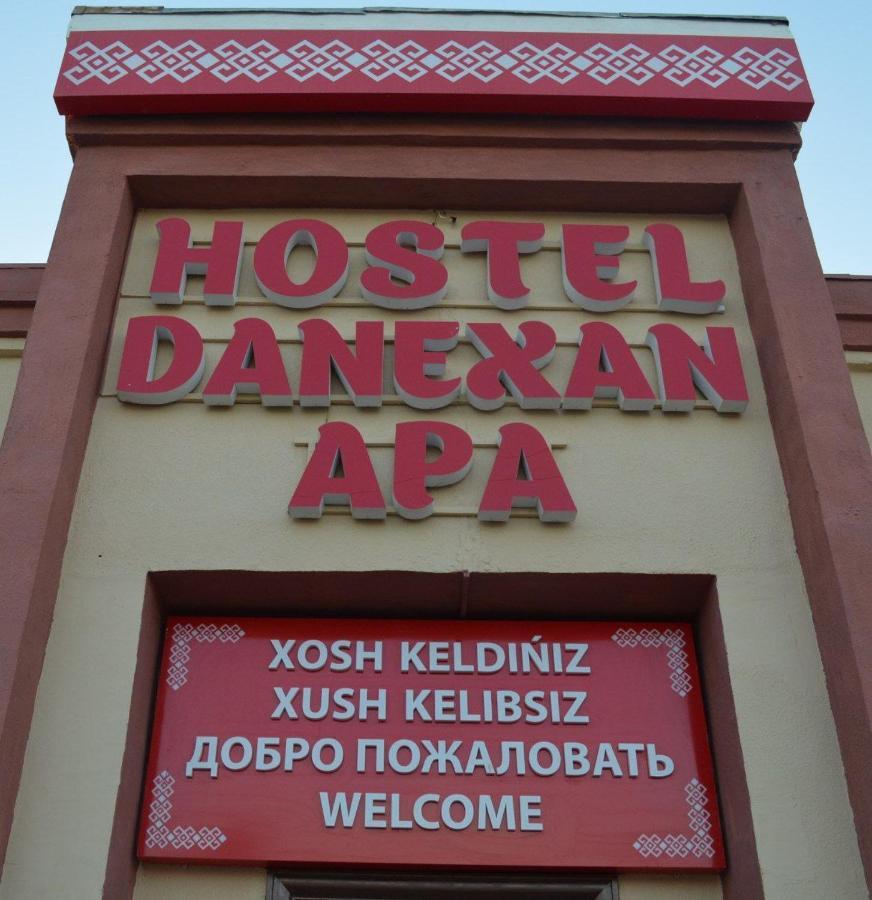 HOSTEL
DANEXAN
APA
XOSH KELDIŃIZ
XUSH KELIBSIZ
ДОБРО ПОЖАЛОВАТЬ
WELCOME